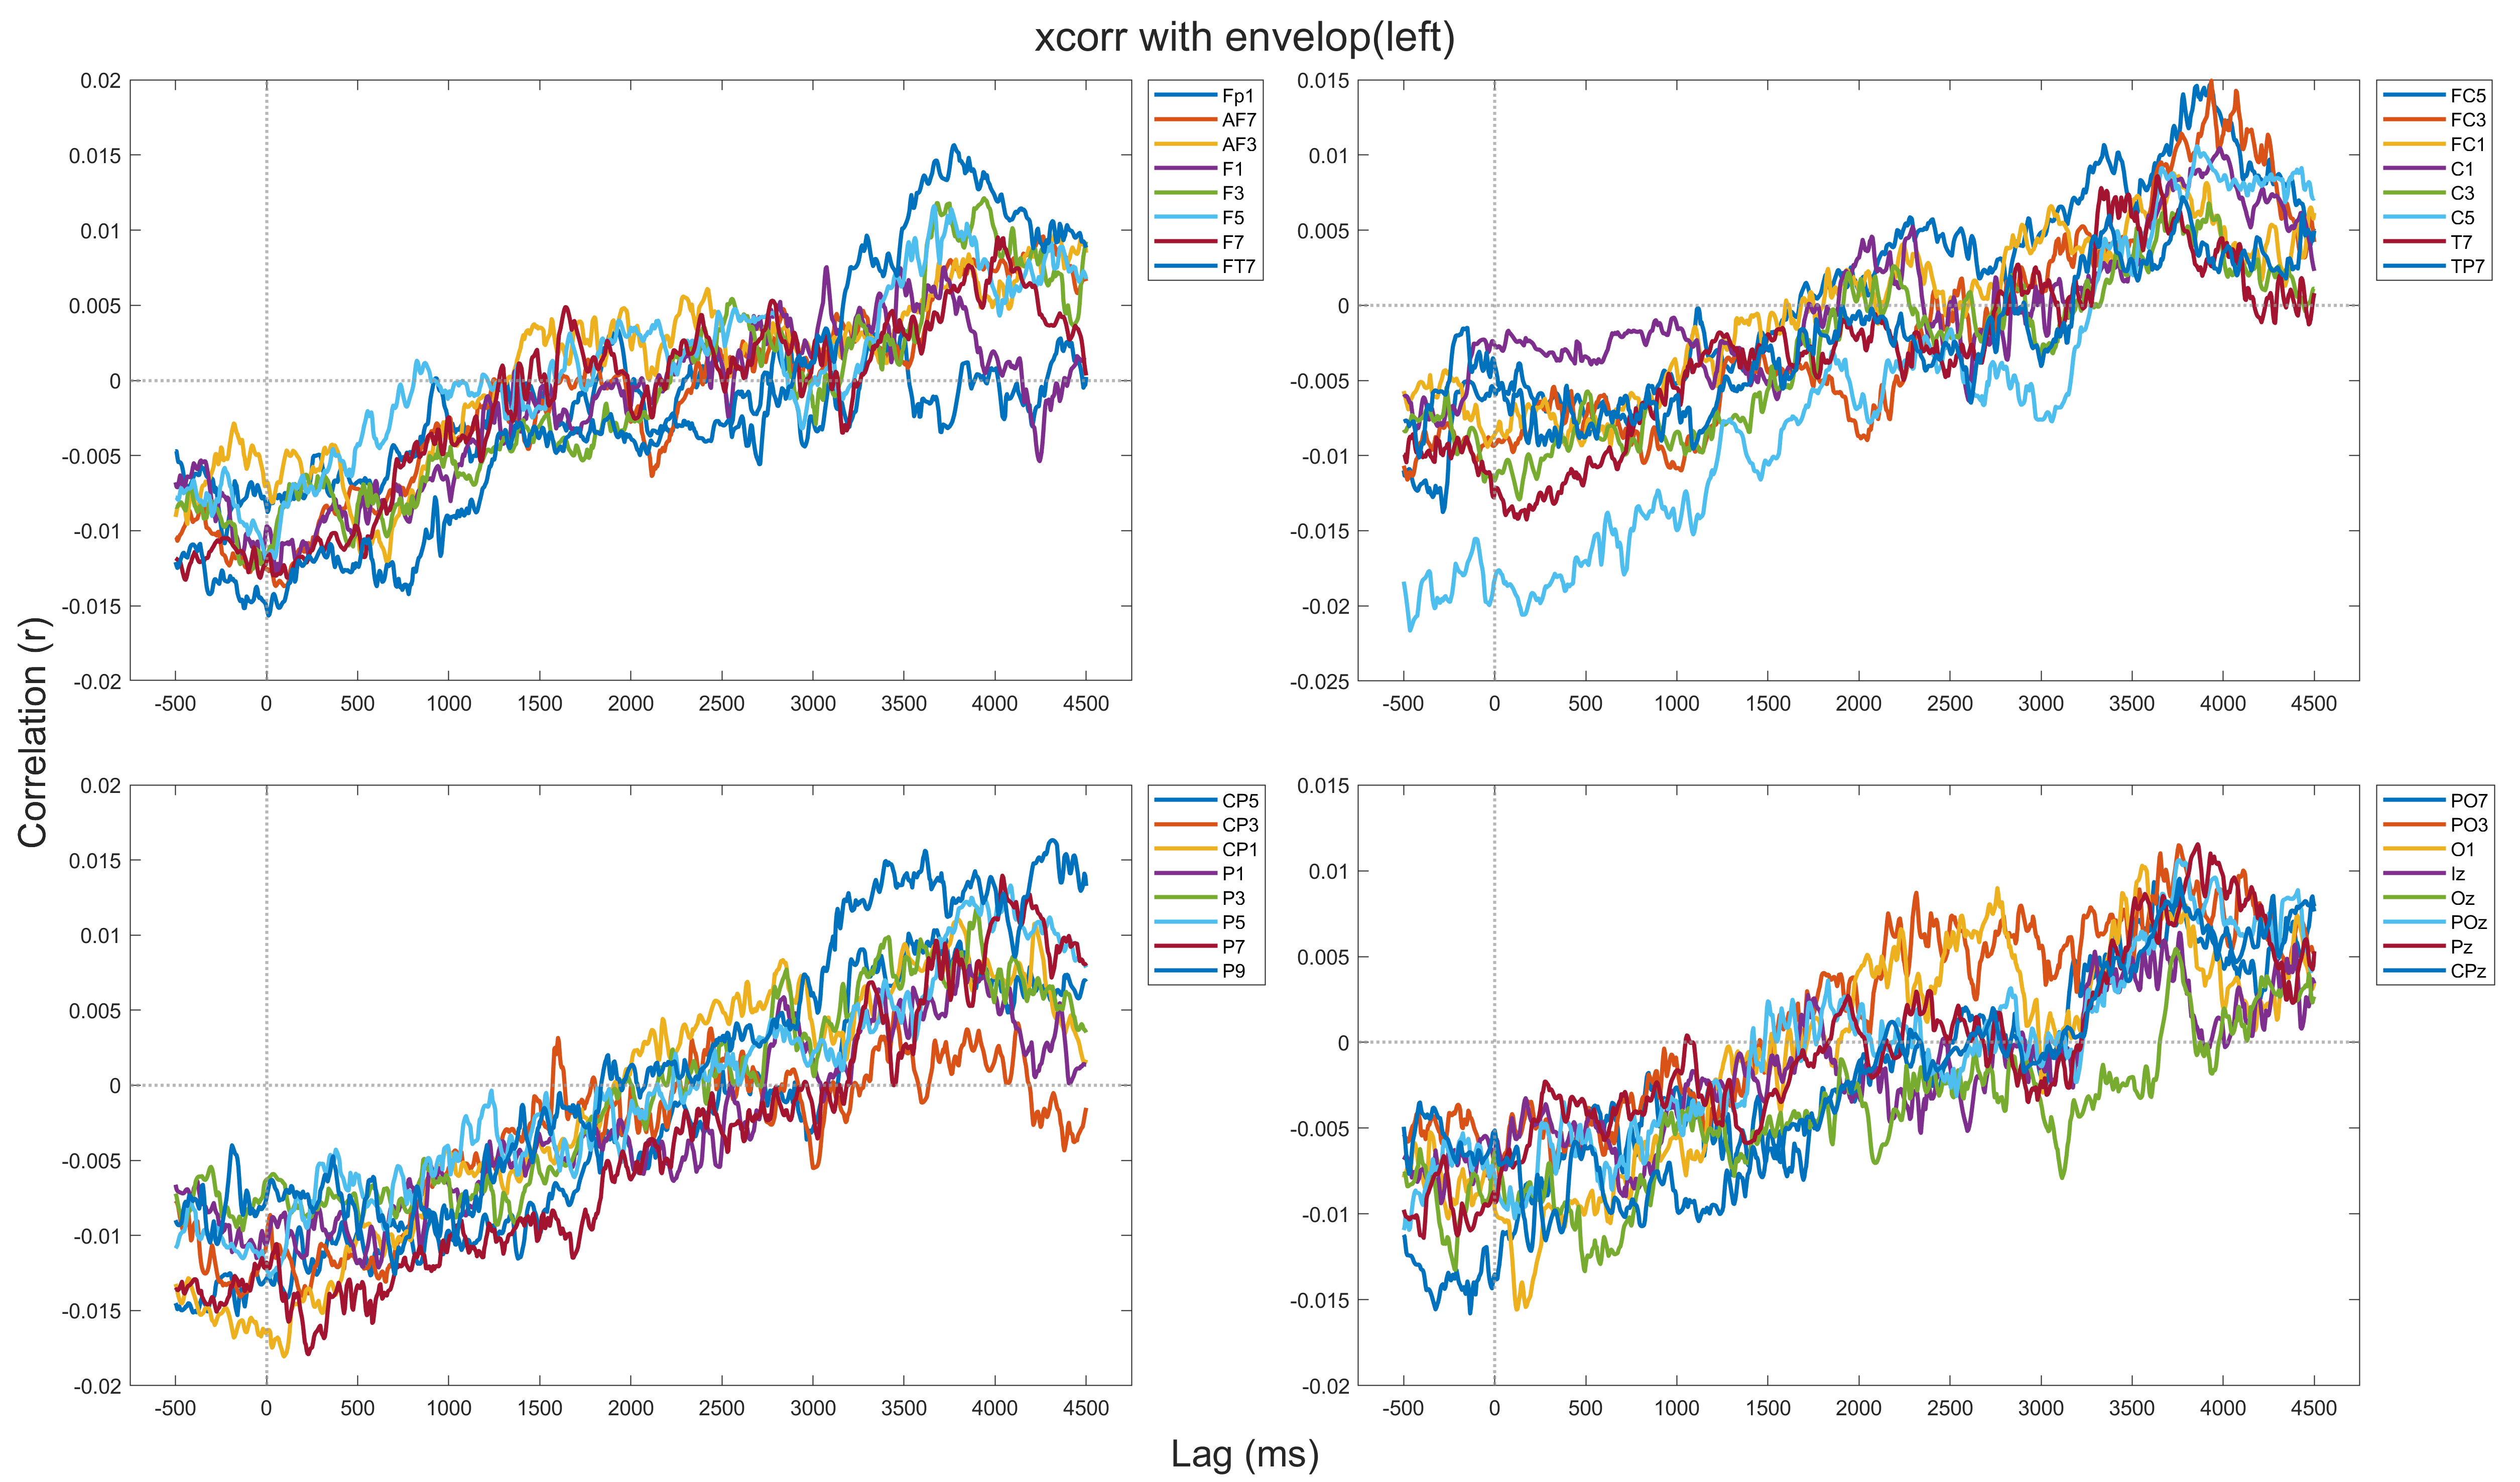 xcorr with envelop(left)
Correlation (r)
0.02
0.015
0.01
0.005
0
-0.005
-0.01
-0.015
-0.02
-500 0 500 1000 1500 2000 2500 3000 3500 4000 4500
Fp1
AF7
AF3
F1
F3
F5
F7
FT7
0.015
0.01
0.005
0
-0.005
-0.01
-0.015
-0.02
-0.025
-500 0 500 1000 1500 2000 2500 3000 3500 4000 4500
FC5
FC3
FC1
C1
C3
C5
T7
TP7
0.02
0.015
0.01
0.005
0
-0.005
-0.01
-0.015
-0.02
-500 0 500 1000 1500 2000 2500 3000 3500 4000 4500
CP5
CP3
CP1
P1
P3
P5
P7
P9
0.015
0.01
0.005
0
-0.005
-0.01
-0.015
-0.02
-500 0 500 1000 1500 2000 2500 3000 3500 4000 4500
PO7
PO3
O1
Iz
Oz
POz
Pz
CPz
Lag (ms)